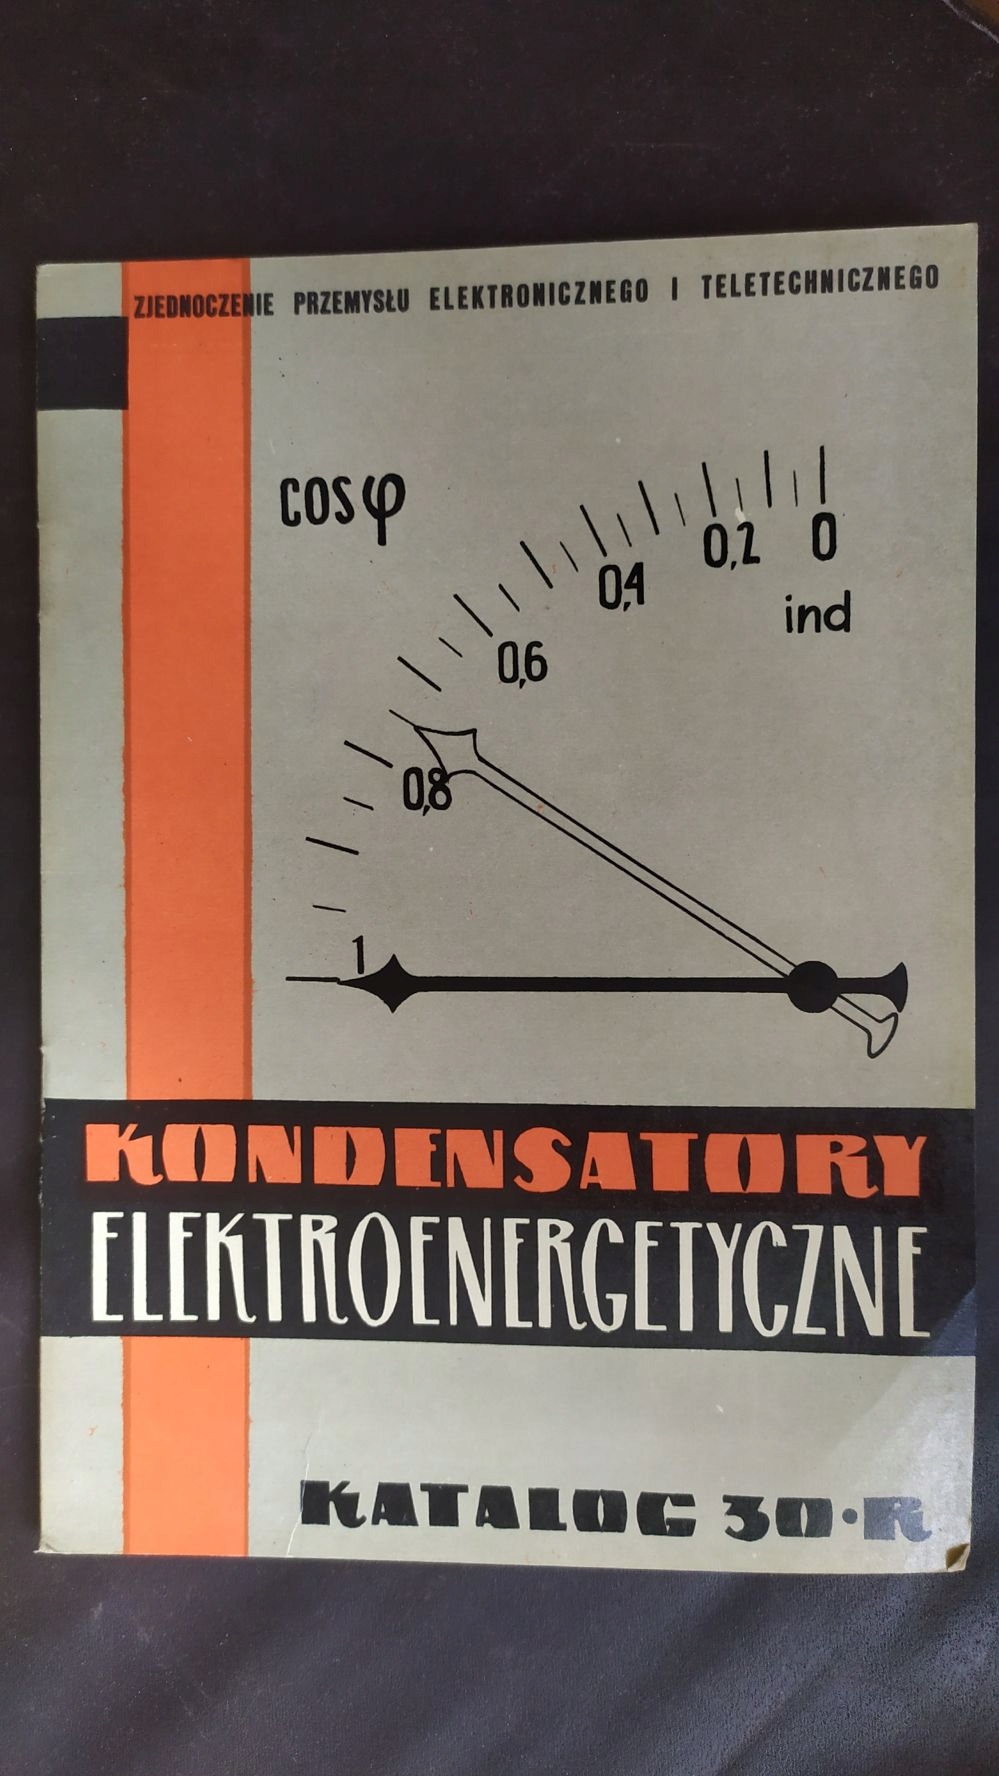 ZJEDNOCZENIE PRZEMYSŁU ELEKTRONICZNEGO I TELETECHNICZNEGO
cos φ
0,4 0,2 0
ind
0,6
0,8
1
KONDENSATORY
ELEKTROENERGETYCZNE
KATALOG 30·R